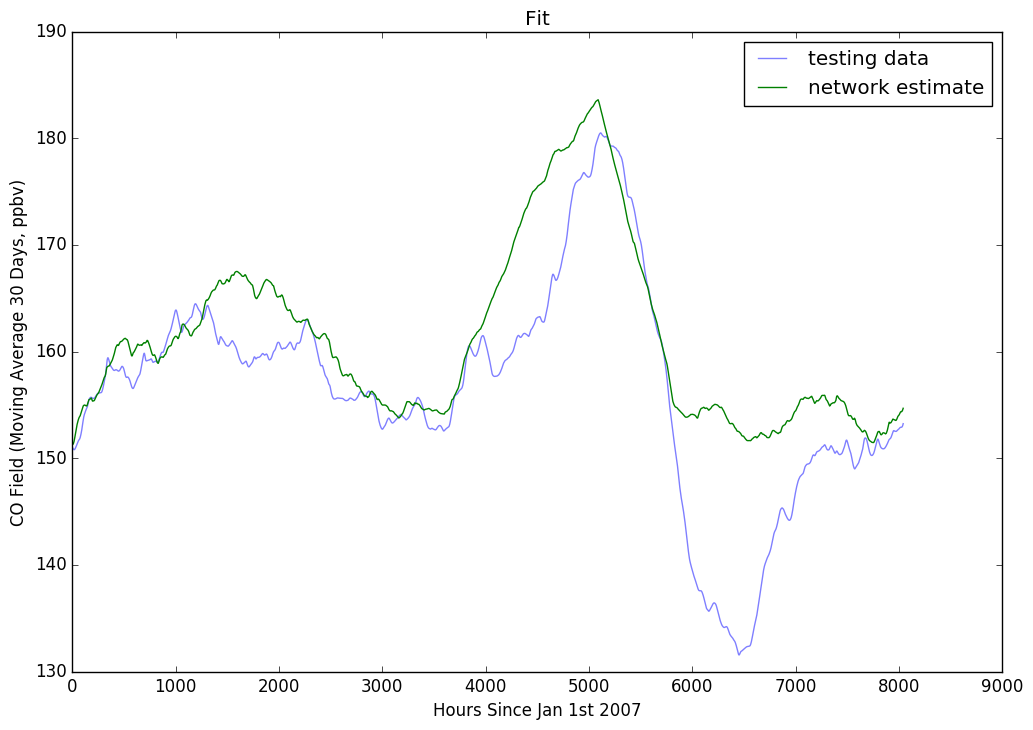 Fit
testing data
network estimate
CO Field (Moving Average 30 Days, ppbv)
190
180
170
160
150
140
130
0 1000 2000 3000 4000 5000 6000 7000 8000 9000
Hours Since Jan 1st 2007